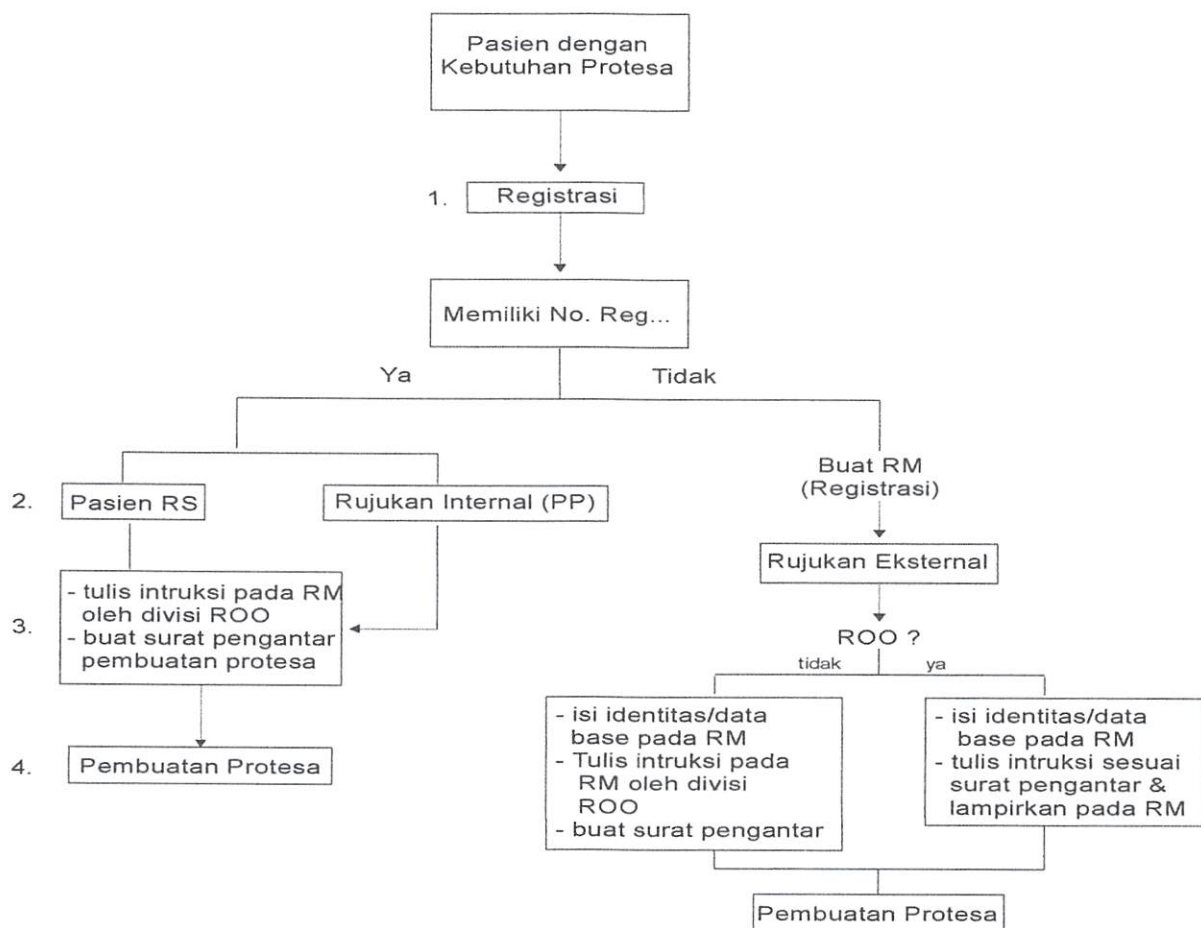 Pasien dengan
Kebutuhan Protesa
1. Registrasi
Memiliki No. Reg...
Ya
Tidak
2. Pasien RS
Rujukan Internal (PP)
3. - tulis intruksi pada RM
oleh divisi ROO
- buat surat pengantar
pembuatan protesa
4. Pembuatan Protesa
Buat RM
(Registrasi)
Rujukan Eksternal
ROO ?
tidak
ya
- isi identitas/data
base pada RM
- Tulis intruksi pada
RM oleh divisi
ROO
- buat surat pengantar
- isi identitas/data
base pada RM
- tulis intruksi sesuai
surat pengantar &
lampirkan pada RM
Pembuatan Protesa